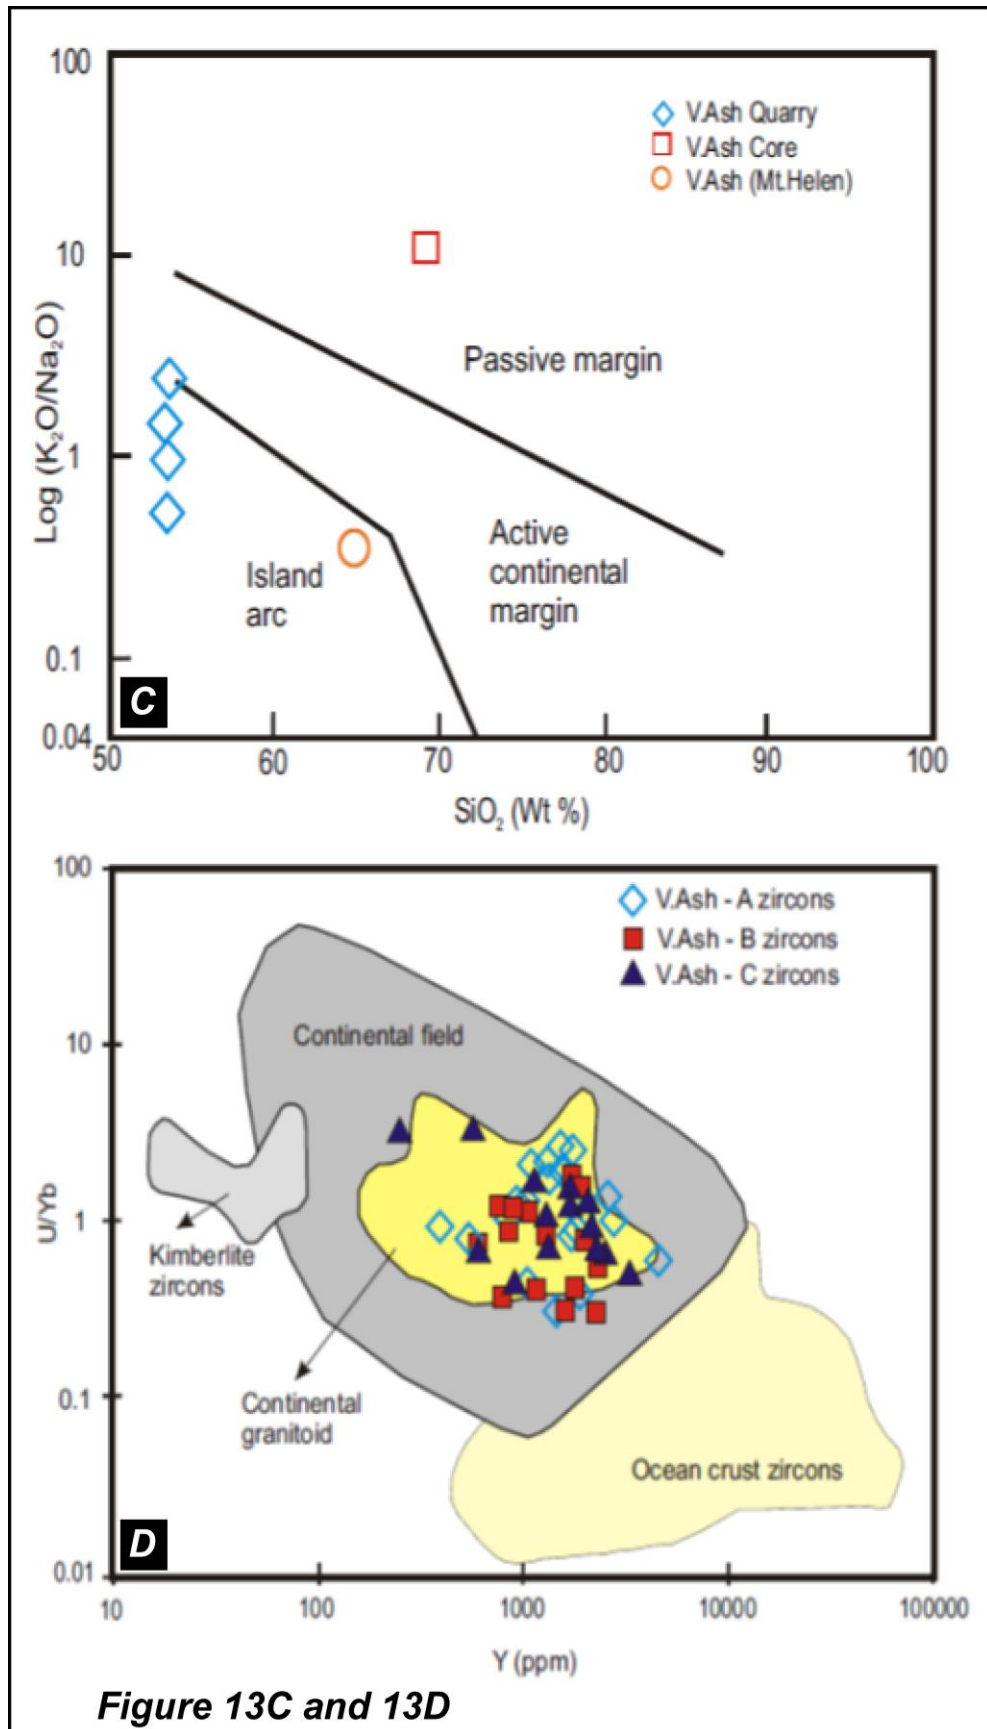 100
10
1
0.1
0.04
Log (K₂O/Na₂O)
V.Ash Quarry
V.Ash Core
V.Ash (Mt.Helen)
Passive margin
Active
continental
margin
Island
arc
C
50
60
70
80
90
100
SiO₂ (Wt %)
100
10
1
0.1
0.01
U/Yb
V.Ash - A zircons
V.Ash - B zircons
V.Ash - C zircons
Continental field
Kimberlite
zircons
Continental
granitoid
Ocean crust zircons
D
10
100
1000
10000
100000
Y (ppm)
Figure 13C and 13D